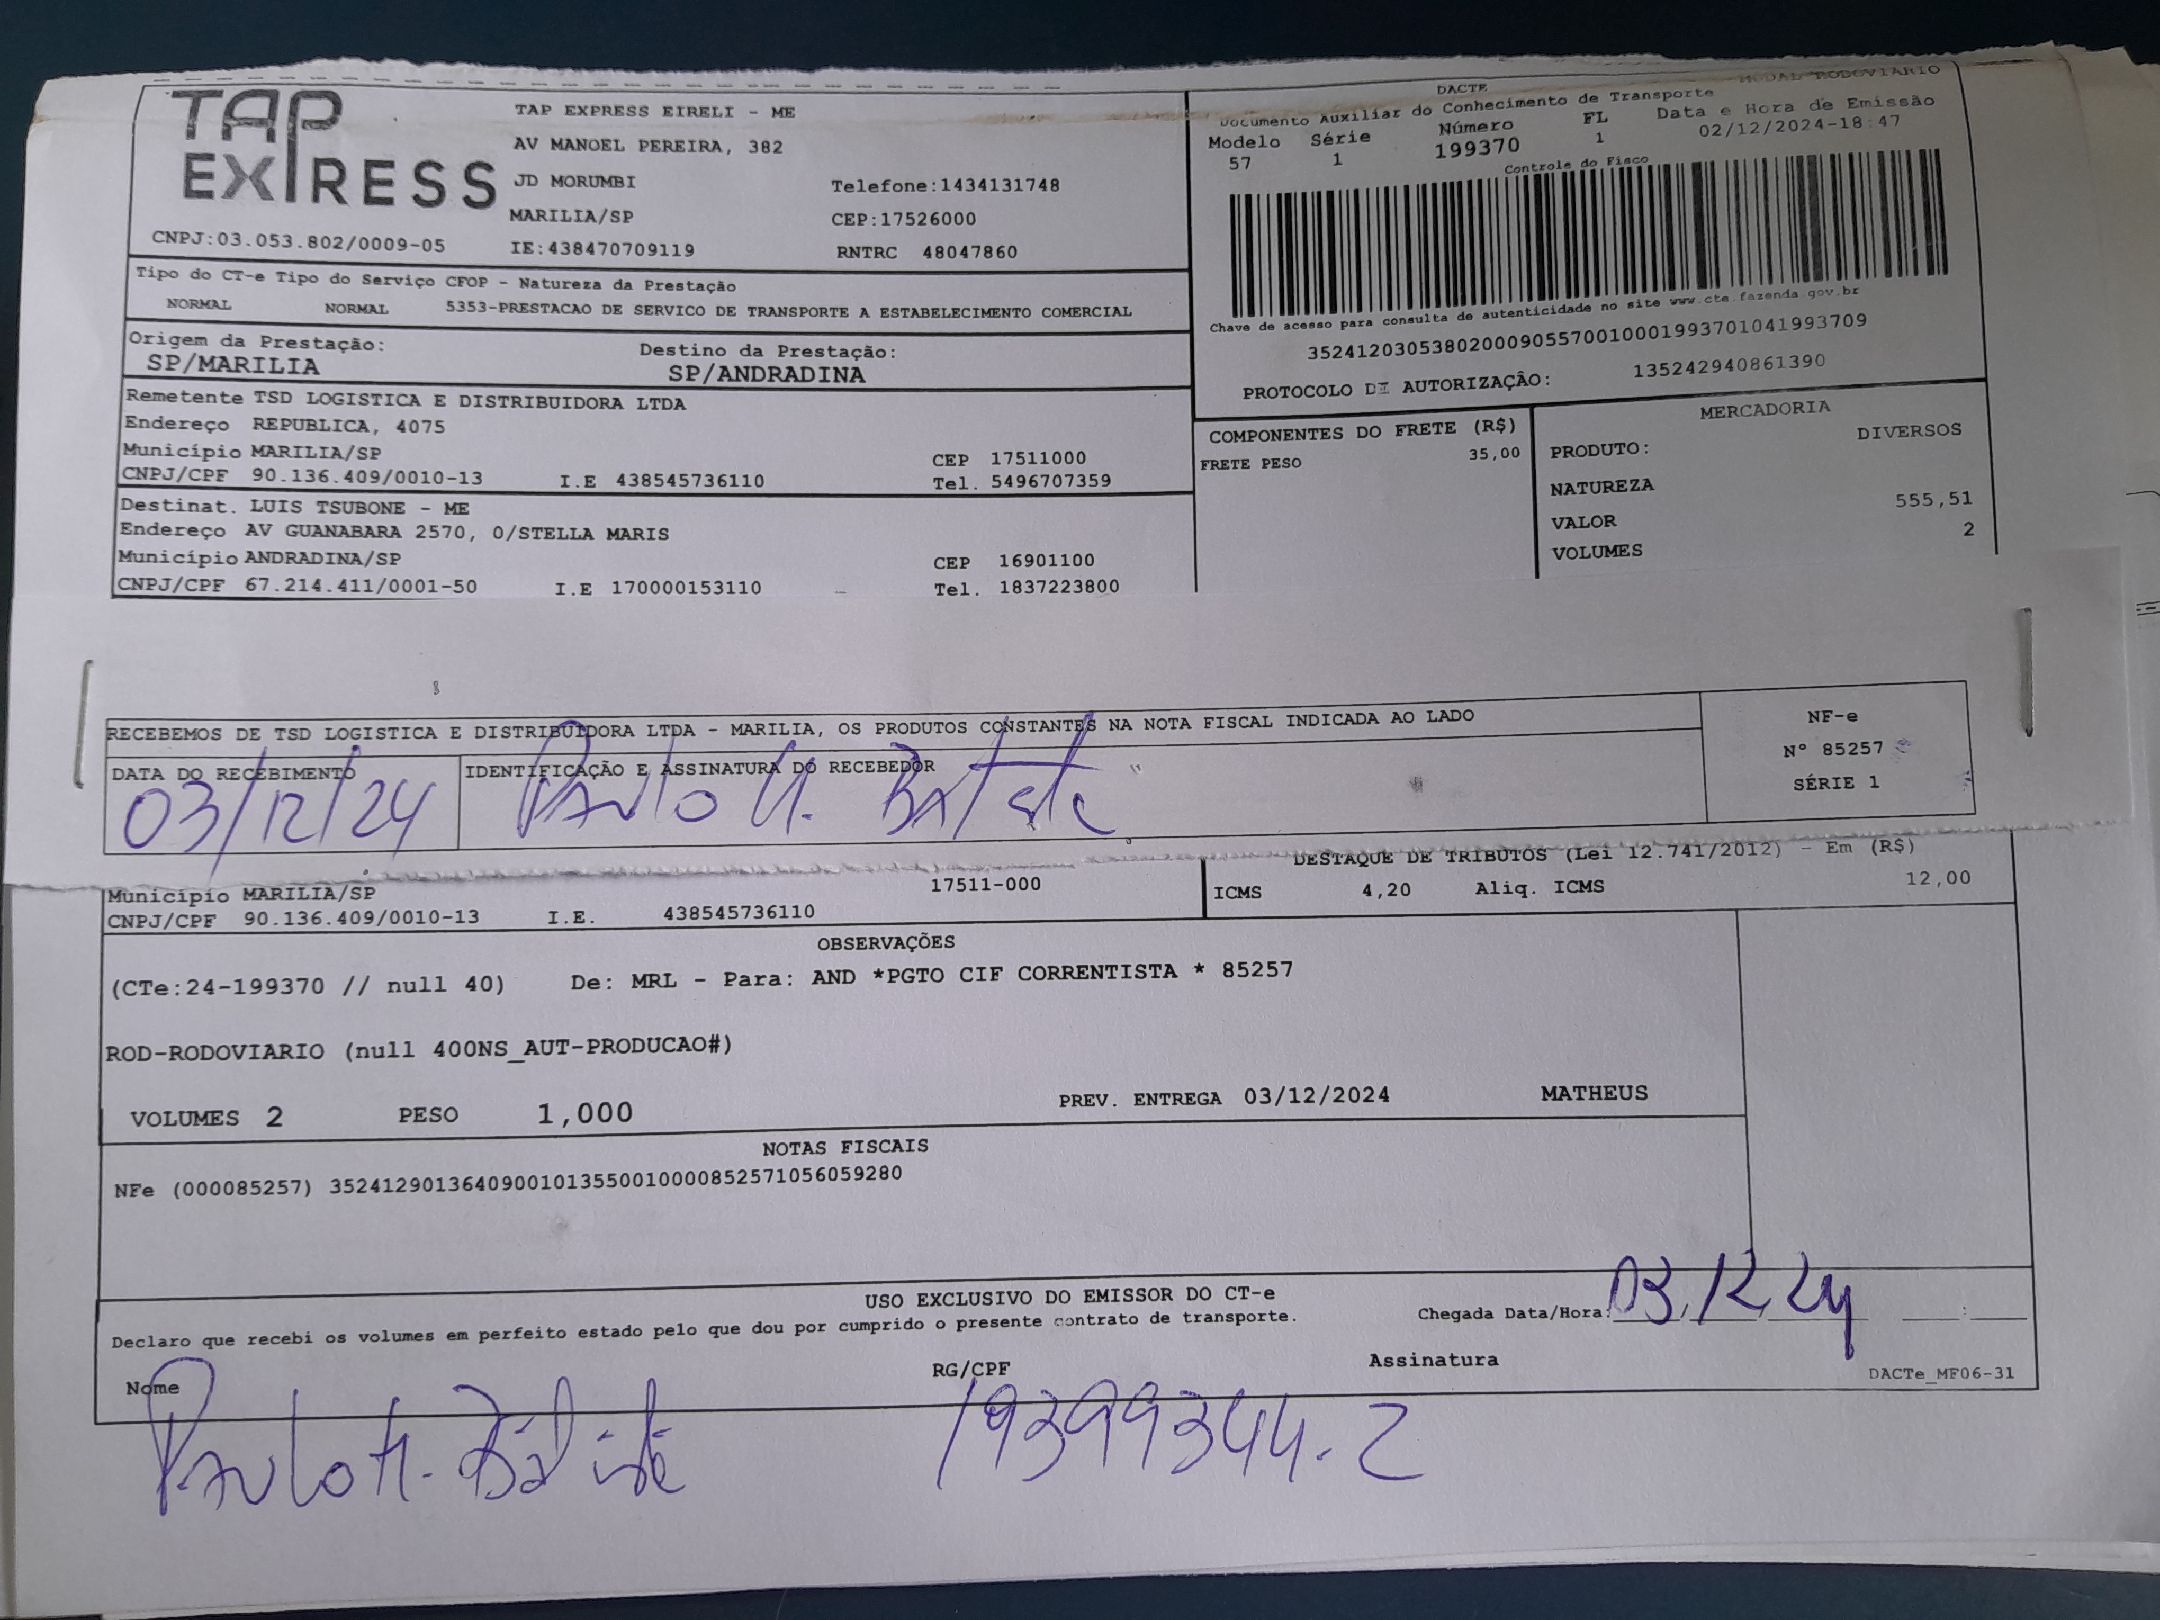 TAP
EXPRESS
TAP EXPRESS EIRELI - ME
AV MANOEL PEREIRA, 382
JD MORUMBI Telefone:1434131748
MARILIA/SP CEP:17526000
CNPJ:03.053.802/0009-05 IE:438470709119 RNTRC 48047860
MODAL RODOVIARIO
DACTE
Documento Auxiliar do Conhecimento de Transporte
Modelo Série Número FL Data e Hora de Emissão
57 1 199370 1 02/12/2024-18:47
Controle do Fisco
Chave de acesso para consulta de autenticidade no site www.cte.fazenda.gov.br
35241203053802000905570010001993701041993709
PROTOCOLO DE AUTORIZAÇÃO: 135242940861390
Tipo do CT-e Tipo do Serviço CFOP - Natureza da Prestação
NORMAL NORMAL 5353-PRESTACAO DE SERVICO DE TRANSPORTE A ESTABELECIMENTO COMERCIAL
Origem da Prestação: Destino da Prestação:
SP/MARILIA SP/ANDRADINA
Remetente TSD LOGISTICA E DISTRIBUIDORA LTDA
Endereço REPUBLICA, 4075
Município MARILIA/SP CEP 17511000
CNPJ/CPF 90.136.409/0010-13 I.E 438545736110 Tel. 5496707359
Destinat. LUIS TSUBONE - ME
Endereço AV GUANABARA 2570, 0/STELLA MARIS
Município ANDRADINA/SP CEP 16901100
CNPJ/CPF 67.214.411/0001-50 I.E 170000153110 Tel. 1837223800
COMPONENTES DO FRETE (R$)
FRETE PESO 35,00
MERCADORIA
PRODUTO: DIVERSOS
NATUREZA
VALOR 555,51
VOLUMES 2
RECEBEMOS DE TSD LOGISTICA E DISTRIBUIDORA LTDA - MARILIA, OS PRODUTOS CONSTANTES NA NOTA FISCAL INDICADA AO LADO
DATA DO RECEBIMENTO IDENTIFICAÇÃO E ASSINATURA DO RECEBEDOR
03/12/24 Paulo H. Batista
NF-e
Nº 85257
SÉRIE 1
Município MARILIA/SP 17511-000
CNPJ/CPF 90.136.409/0010-13 I.E. 438545736110
DESTAQUE DE TRIBUTOS (Lei 12.741/2012) - Em (R$)
ICMS 4,20 Aliq. ICMS 12,00
OBSERVAÇÕES
(CTe:24-199370 // null 40) De: MRL - Para: AND *PGTO CIF CORRENTISTA * 85257
ROD-RODOVIARIO (null 400NS_AUT-PRODUCAO#)
VOLUMES 2 PESO 1,000 PREV. ENTREGA 03/12/2024 MATHEUS
NOTAS FISCAIS
NFe (000085257) 35241290136409001013550010000852571056059280
USO EXCLUSIVO DO EMISSOR DO CT-e
Declaro que recebi os volumes em perfeito estado pelo que dou por cumprido o presente contrato de transporte. Chegada Data/Hora: 03.12.24 :
Nome RG/CPF Assinatura DACTe_MF06-31
Paulo H. Batista 19399344-2